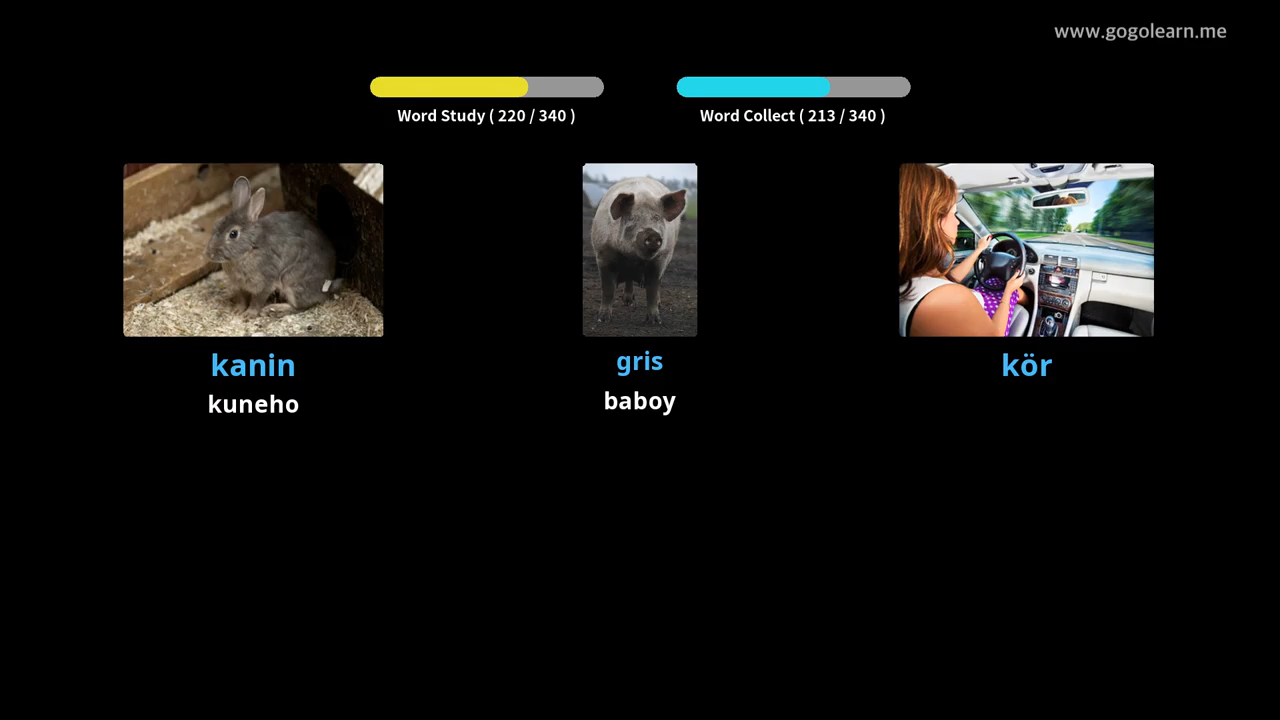 www.gogolearn.me
Word Study ( 220 / 340 )
Word Collect ( 213 / 340 )
kanin
kuneho
gris
baboy
kör